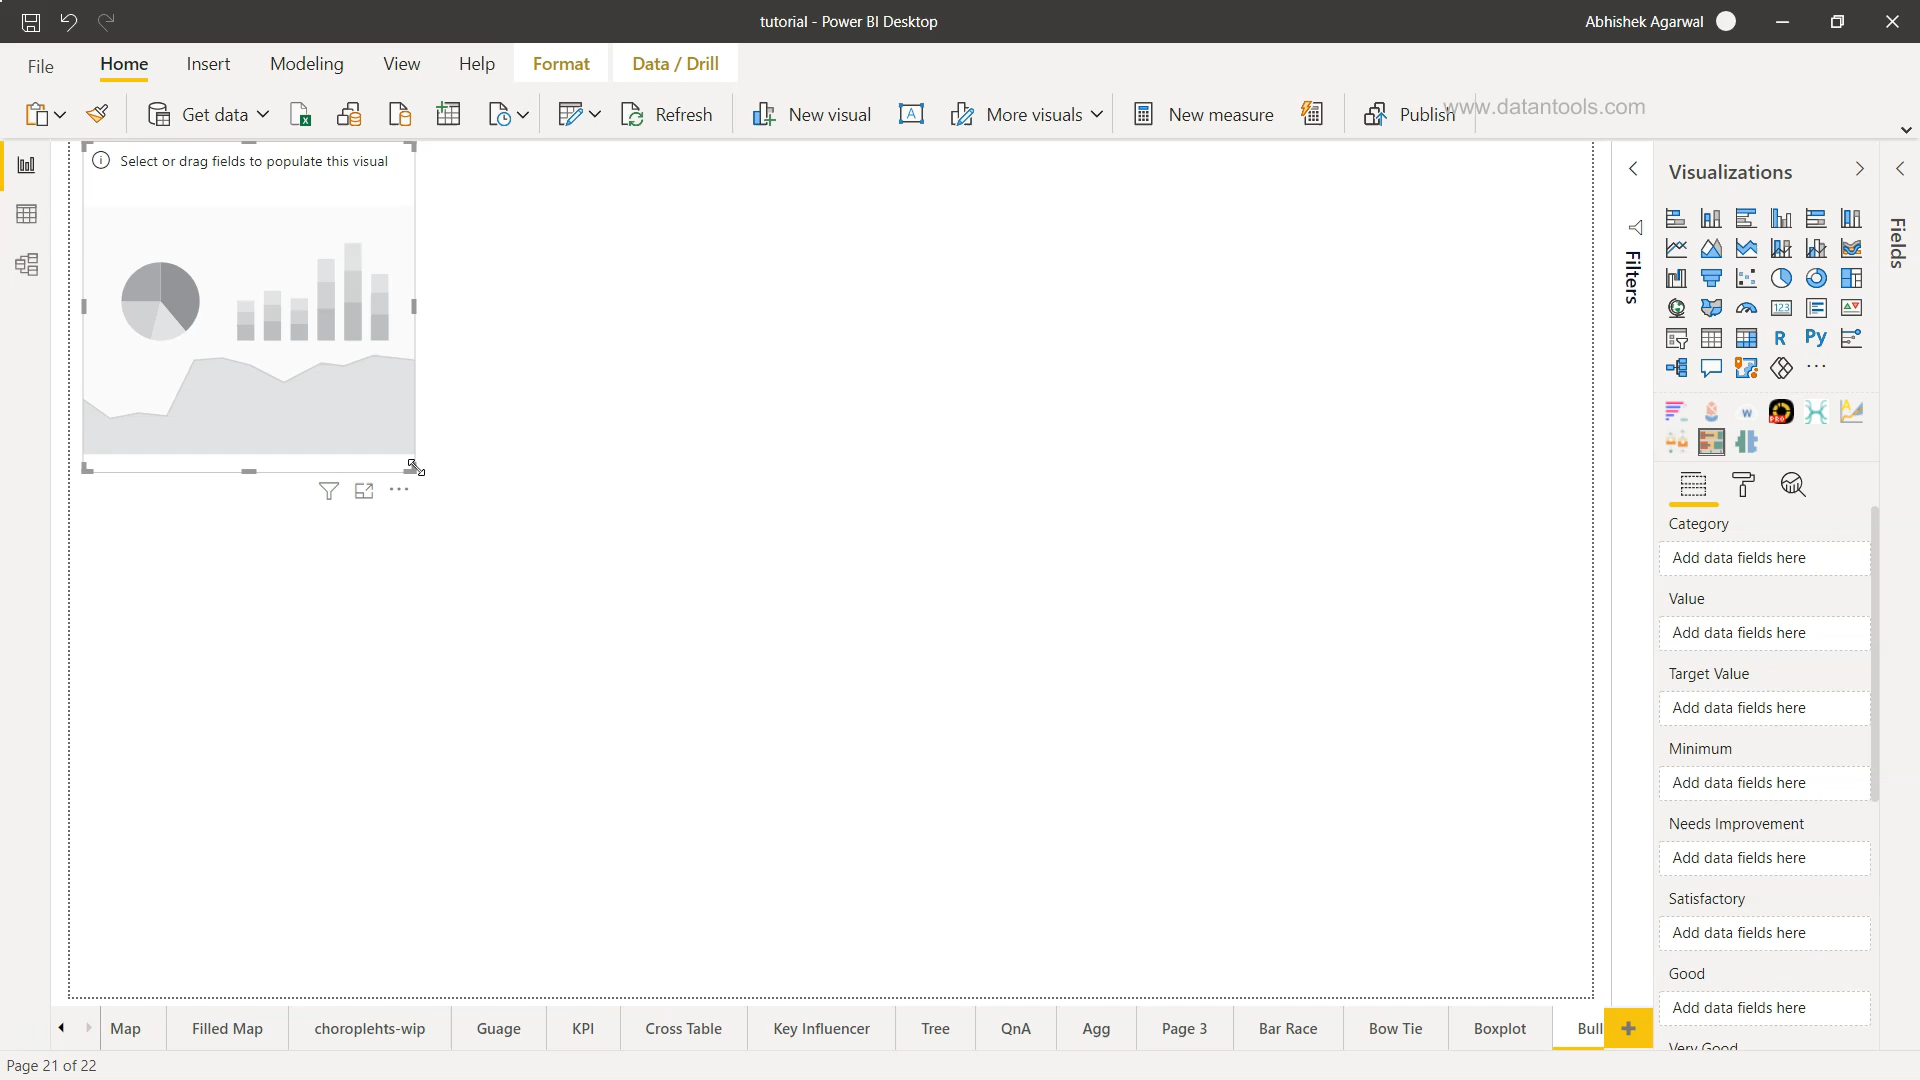 tutorial - Power BI Desktop
Abhishek Agarwal
File Home Insert Modeling View Help Format Data / Drill
Get data Refresh New visual More visuals New measure Publish
www.datantools.com
Select or drag fields to populate this visual
Filters
Visualizations
Fields
123
R Py
W
PRO
Category
Add data fields here
Value
Add data fields here
Target Value
Add data fields here
Minimum
Add data fields here
Needs Improvement
Add data fields here
Satisfactory
Add data fields here
Good
Add data fields here
Very Good
Map Filled Map choroplehts-wip Guage KPI Cross Table Key Influencer Tree QnA Agg Page 3 Bar Race Bow Tie Boxplot Bull
Page 21 of 22